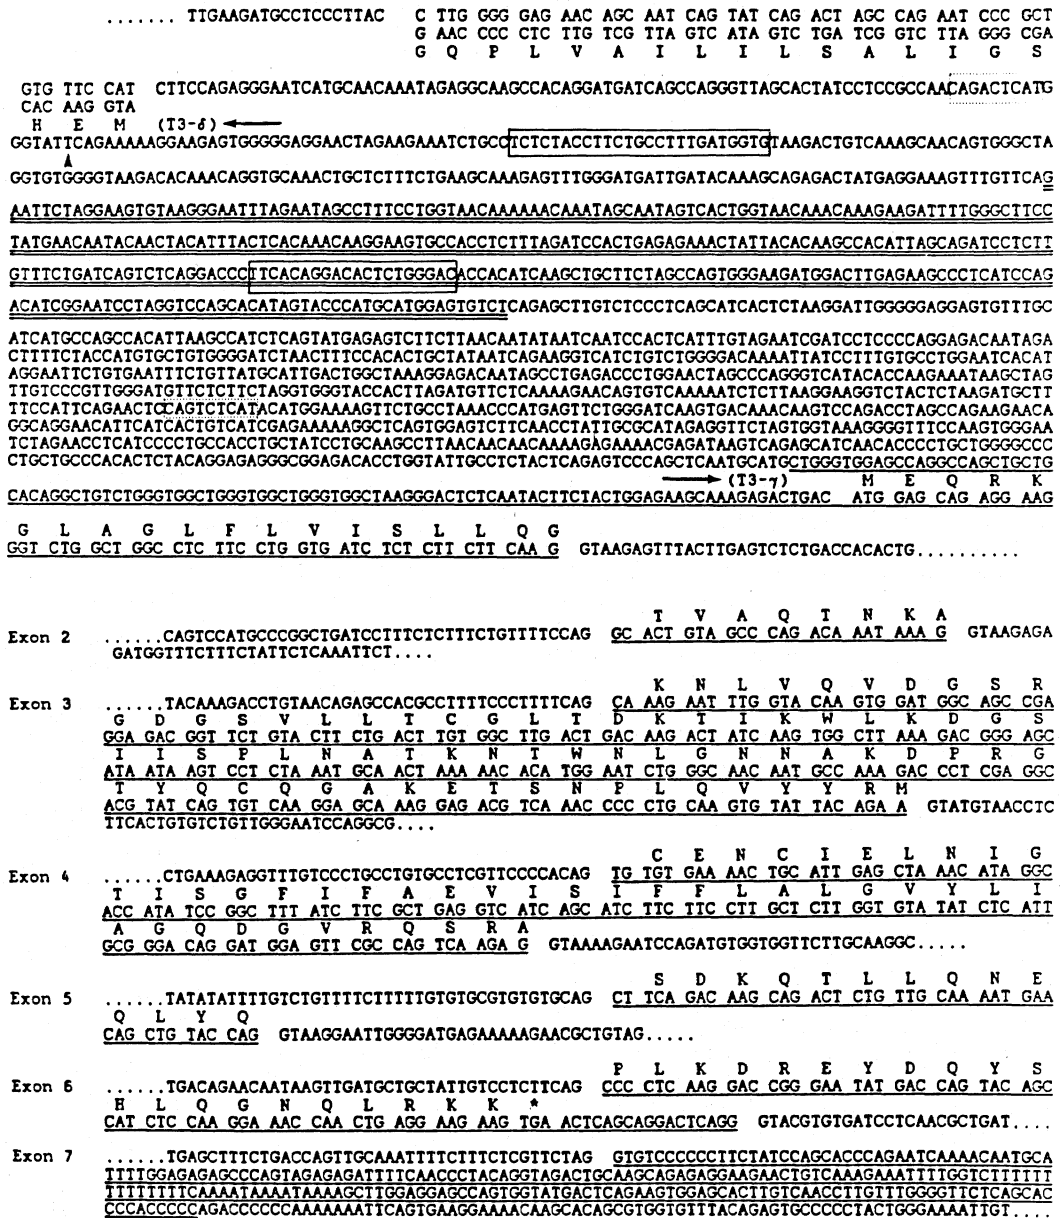 .......TTGAAGATGCCTCCCTTAC C TTG GGG GAG AAC AGC AAT CAG TAT CAG ACT AGC CAG AAT CCC GCT
G AAC CCC CTC TTG TCG TTA GTC ATA GTC TGA TCG GTC TTA GGG CGA
G Q P L V A I L I L S A L I G S
GTG TTC CAT CTTCCAGAGGGAATCATGCAACAAATAGAGGCAAGCCACAGGATGATCAGCCAGGGTTAGCACTATCCTCCGCCAACCAGACTCATG
CAC AAG GTA
H E M (T3-δ)
GGTATTCAGAAAAAGGAAGAGTGGGGGAGGAACTAGAAGAAATCTGCCTCTCTACCTTCTGCCTTTGATGGTGTAAGACTGTCAAAGCAACAGTGGGCTA
GGTGTGGGGTAAGACACAAACAGGTGCAAACTGCTCTTTCTGAAGCAAAGAGTTTGGGATGATTGATACAAAGCAGAGACTATGAGGAAAGTTTGTTCAG
AATTCTAGGAAGTGTAAGGGAATTTAGAATAGCCTTTCCTGGTAACAAAAAACAAATAGCAATAGTCACTGGTAACAAACAAAGAAGATTTTGGGCTTCC
TATGAACAATACAACTACATTTACTCACAAACAAGGAAGTGCCACCTCTTTAGATCCACTGAGAGAAACTATTACACAAGCCACATTAGCAGATCCTCTT
GTTTCTGATCAGTCTCAGGACCCTTCACAGGACACTCTGGGACACCACATCAAGCTGCTTCTAGCCAGTGGGAAGATGGACTTGAGAAGCCCTCATCCAG
ACATCGGAATCCTAGGTCCAGCACATAGTACCCATGCATGGAGTGTCTCAGAGCTTGTCTCCCTCAGCATCACTCTAAGGATTGGGGGAGGAGTGTTTGC
ATCATGCCAGCCACATTAAGCCATCTCAGTATGAGAGTCTTCTTAACAATATAATCAATCCACTCATTTGTAGAATCGATCCTCCCCAGGAGACAATAGA
CTTTTCTACCATGTGCTGTGGGGATCTAACTTTCCACACTGCTATAATCAGAAGGTCATCTGTCTGGGGACAAAATTATCCTTTGTGCCTGGAATCACAT
AGGAATTCTGTGAATTTCTGTTATGCATTGACTGGCTAAAGGAGACAATAGCCTGAGACCCTGGAACTAGCCCAGGGTCATACACCAAGAAATAAGCTAG
TTGTCCCGTTGGGATGTTCTCTTCTAGGTGGGTACCACTTAGATGTTCTCAAAAGAACAGTGTCAAAAATCTCTTAAGGAAGGTCTACTCTAAGATGCTT
TTCCATTCAGAACTCCAGTCTCATACATGGAAAAGTTCTGCCTAAACCCATGAGTTCTGGGATCAAGTGACAAACAAGTCCAGACCTAGCCAGAAGAACA
GGCAGGAACATTCATCACTGTCATCGAGAAAAAGGCTCAGTGGAGTCTTCAACCTATTGCGCATAGAGGTTCTAGTGGTAAAGGGGTTTCCAAGTGGGAA
TCTAGAACCTCATCCCCTGCCACCTGCTATCCTGCAAGCCTTAACAACAACAAAAGAGAAAACGAGATAAGTCAGAGCATCAACACCCCTGCTGGGGCCC
CTGCTGCCCACACTCTACAGGAGAGGGCGGAGACACCTGGTATTGCCTCTACTCAGAGTCCCAGCTCAATGCATGCTGGGTGGAGCCAGGCCAGCTGCTG
(T3-γ) M E Q R K
CACAGGCTGTCTGGGTGGCTGGGTGGCTGGGTGGCTAAGGGACTCTCAATACTTCTACTGGAGAAGCAAAGAGACTGAC ATG GAG CAG AGG AAG
G L A G L F L V I S L L Q G
GGT CTG GCT GGC CTC TTC CTG GTG ATC TCT CTT CTT CAA G GTAAGAGTTTACTTGAGTCTCTGACCACACTG..........
T V A Q T N K A
Exon 2 ......CAGTCCATGCCCGGCTGATCCTTTCTCTTTCTGTTTTCCAG GC ACT GTA GCC CAG ACA AAT AAA G GTAAGAGA
GATGGTTTCTTTCTATTCTCAAATTCT....
K N L V Q V D G S R
Exon 3 ......TACAAAGACCTGTAACAGAGCCACGCCTTTTCCCTTTTCAG CA AAG AAT TTG GTA CAA GTG GAT GGC AGC CGA
G D G S V L L T C G L T D K T I K W L K D G S
GGA GAC GGT TCT GTA CTT CTG ACT TGT GGC TTG ACT GAC AAG ACT ATC AAG TGG CTT AAA GAC GGG AGC
I I S P L N A T K N T W N L G N N A K D P R G
ATA ATA AGT CCT CTA AAT GCA ACT AAA AAC ACA TGG AAT CTG GGC AAC AAT GCC AAA GAC CCT CGA GGC
T Y Q C Q G A K E T S N P L Q V Y Y R M
ACG TAT CAG TGT CAA GGA GCA AAG GAG ACG TCA AAC CCC CTG CAA GTG TAT TAC AGA A GTATGTAACCTC
TTCACTGTGTCTGTTGGGAATCCAGGCG....
C E N C I E L N I G
Exon 4 ......CTGAAAGAGGTTTGTCCCTGCCTGTGCCTCGTTCCCCACAG TG TGT GAA AAC TGC ATT GAG CTA AAC ATA GGC
T I S G F I F A E V I S I F F L A L G V Y L I
ACC ATA TCC GGC TTT ATC TTC GCT GAG GTC ATC AGC ATC TTC TTC CTT GCT CTT GGT GTA TAT CTC ATT
A G Q D G V R Q S R A
GCG GGA CAG GAT GGA GTT CGC CAG TCA AGA G GTAAAAGAATCCAGATGTGGTGGTTCTTGCAAGGC.....
S D K Q T L L Q N E
Exon 5 ......TATATATTTTGTCTGTTTTCTTTTTGTGTGCGTGTGTGCAG CT TCA GAC AAG CAG ACT CTG TTG CAA AAT GAA
Q L Y Q
CAG CTG TAC CAG GTAAGGAATTGGGGATGAGAAAAAGAACGCTGTAG.....
P L K D R E Y D Q Y S
Exon 6 ......TGACAGAACAATAAGTTGATGCTGCTATTGTCCTCTTCAG CCC CTC AAG GAC CGG GAA TAT GAC CAG TAC AGC
H L Q G N Q L R K K *
CAT CTC CAA GGA AAC CAA CTG AGG AAG AAG TGA ACTCAGCAGGACTCAGG GTACGTGTGATCCTCAACGCTGAT....
Exon 7 ......TGAGCTTTCTGACCAGTTGCAAATTTTCTTTCTCGTTCTAG GTGTCCCCCCTTCTATCCAGCACCCAGAATCAAAACAATGCA
TTTTGGAGAGAGCCCAGTAGAGAGATTTTCAACCCTACAGGTAGACTGCAAGCAGAGAGGAAGAACTGTCAAAGAAATTTTGGTCTTTTTT
TTTTTTTTCAAAATAAAATAAAAGCTTGGAGGAGCCAGTGGTATGACTCAGAAGTGGAGCACTTGTCAACCTTGTTTGGGGTTCTCAGCAC
CCCACCCCCAGACCCCCCAAAAAAAATTCAGTGAAGGAAAACAAGCACAGCGTGGTGTTTACAGAGTGCCCCCTACTGGGAAAATTGT....